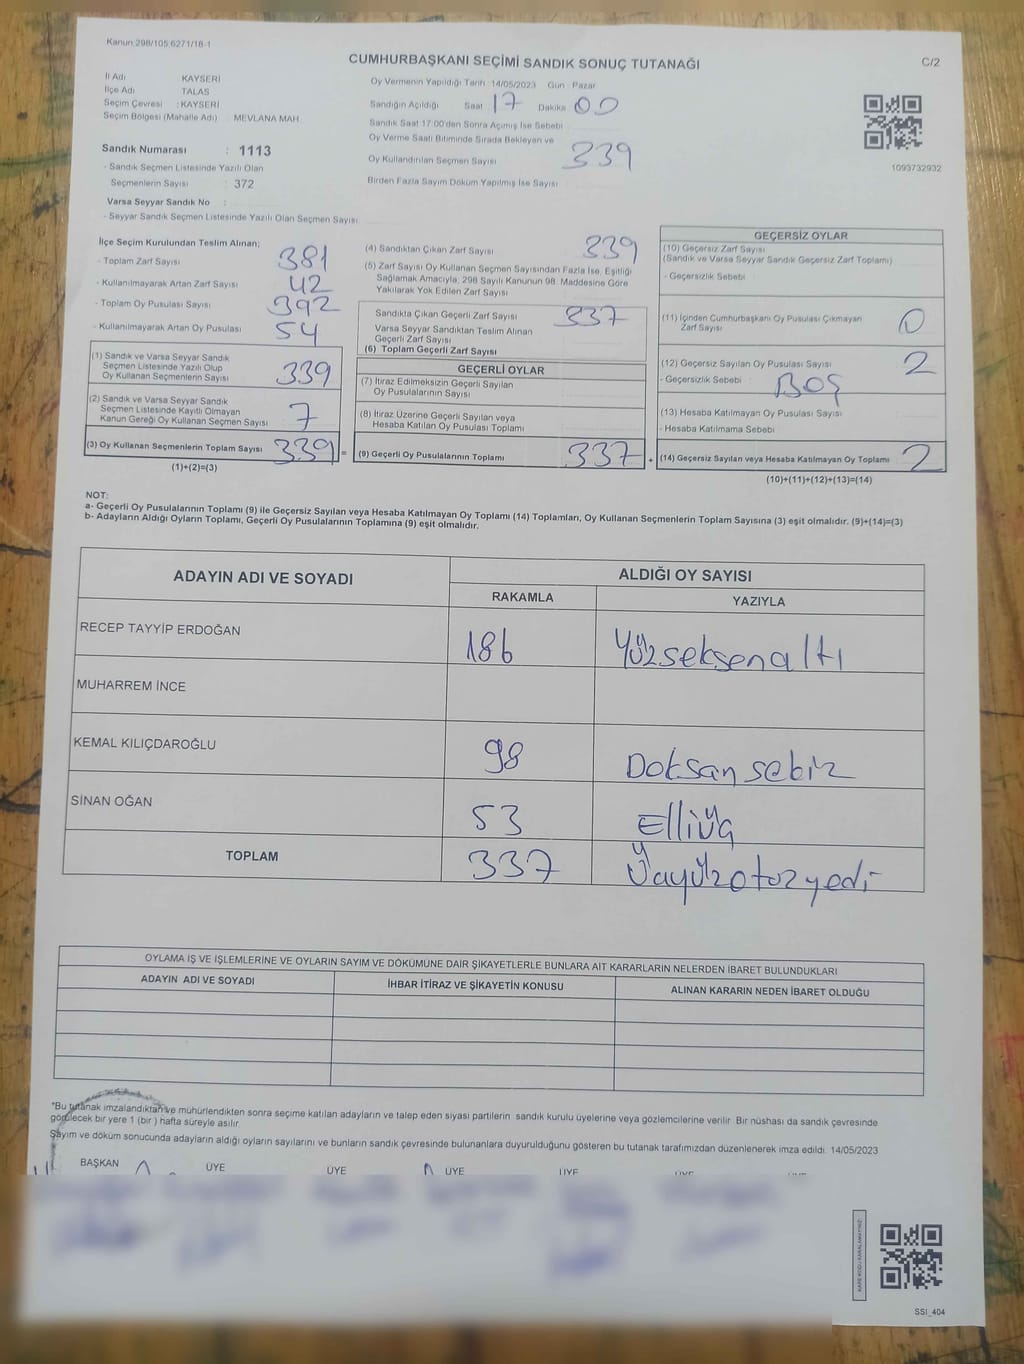 Kanun 298/105 6271/18-1
CUMHURBAŞKANI SEÇİMİ SANDIK SONUÇ TUTANAĞI
C/2
İl Adı : KAYSERİ
İlçe Adı : TALAS
Seçim Çevresi : KAYSERİ
Seçim Bölgesi (Mahalle Adı) : MEVLANA MAH.
Sandık Numarası : 1113
- Sandık Seçmen Listesinde Yazılı Olan
Seçmenlerin Sayısı : 372
Varsa Seyyar Sandık No :
- Seyyar Sandık Seçmen Listesinde Yazılı Olan Seçmen Sayısı
Oy Vermenin Yapıldığı Tarih : 14/05/2023 Gün : Pazar
Sandığın Açıldığı Saat : 17 Dakika : 00
Sandık Saat 17:00'den Sonra Açımış İse Sebebi
Oy Verme Saati Bitiminde Sırada Bekleyen ve
Oy Kullandırılan Seçmen Sayısı 339
Birden Fazla Sayım Döküm Yapılmış İse Sayısı
1093732932
İlçe Seçim Kurulundan Teslim Alınan;
- Toplam Zarf Sayısı 381
- Kullanılmayarak Artan Zarf Sayısı 42
- Toplam Oy Pusulası Sayısı 392
- Kullanılmayarak Artan Oy Pusulası 54
(1) Sandık ve Varsa Seyyar Sandık
Seçmen Listesinde Yazılı Olup
Oy Kullanan Seçmenlerin Sayısı 339
(2) Sandık ve Varsa Seyyar Sandık
Seçmen Listesinde Kayıtlı Olmayan
Kanun Gereği Oy Kullanan Seçmen Sayısı 7
(3) Oy Kullanan Seçmenlerin Toplam Sayısı 339 =
(1)+(2)=(3)
(4) Sandıktan Çıkan Zarf Sayısı 339
(5) Zarf Sayısı Oy Kullanan Seçmen Sayısından Fazla İse, Eşitliği
Sağlamak Amacıyla; 298 Sayılı Kanunun 98. Maddesine Göre
Yakılarak Yok Edilen Zarf Sayısı
Sandıkta Çıkan Geçerli Zarf Sayısı 337
Varsa Seyyar Sandıktan Teslim Alınan
Geçerli Zarf Sayısı
(6) Toplam Geçerli Zarf Sayısı
GEÇERLİ OYLAR
(7) İtiraz Edilmeksizin Geçerli Sayılan
Oy Pusulalarının Sayısı
(8) İtiraz Üzerine Geçerli Sayılan veya
Hesaba Katılan Oy Pusulası Toplamı
(9) Geçerli Oy Pusulalarının Toplamı 337 +
GEÇERSİZ OYLAR
(10) Geçersiz Zarf Sayısı
(Sandık ve Varsa Seyyar Sandık Geçersiz Zarf Toplamı)
- Geçersizlik Sebebi
(11) İçinden Cumhurbaşkanı Oy Pusulası Çıkmayan
Zarf Sayısı 0
(12) Geçersiz Sayılan Oy Pusulası Sayısı 2
- Geçersizlik Sebebi : BOŞ
(13) Hesaba Katılmayan Oy Pusulası Sayısı
- Hesaba Katılmama Sebebi
(14) Geçersiz Sayılan veya Hesaba Katılmayan Oy Toplamı 2
(10)+(11)+(12)+(13)=(14)
NOT:
a- Geçerli Oy Pusulalarının Toplamı (9) ile Geçersiz Sayılan veya Hesaba Katılmayan Oy Toplamı (14) Toplamları, Oy Kullanan Seçmenlerin Toplam Sayısına (3) eşit olmalıdır. (9)+(14)=(3)
b- Adayların Aldığı Oyların Toplamı, Geçerli Oy Pusulalarının Toplamına (9) eşit olmalıdır.
ADAYIN ADI VE SOYADI
ALDIĞI OY SAYISI
RAKAMLA YAZIYLA
RECEP TAYYİP ERDOĞAN 186 Yüzseksenaltı
MUHARREM İNCE
KEMAL KILIÇDAROĞLU 98 Doksan sekiz
SİNAN OĞAN 53 Elliüç
TOPLAM 337 Üçyüzotuzyedi
OYLAMA İŞ VE İŞLEMLERİNE VE OYLARIN SAYIM VE DÖKÜMÜNE DAİR ŞİKAYETLERLE BUNLARA AİT KARARLARIN NELERDEN İBARET BULUNDUKLARI
ADAYIN ADI VE SOYADI İHBAR İTİRAZ VE ŞİKAYETİN KONUSU ALINAN KARARIN NEDEN İBARET OLDUĞU
*Bu tutanak imzalandıktan ve mühürlendikten sonra seçime katılan adayların ve talep eden siyasi partilerin sandık kurulu üyelerine veya gözlemcilerine verilir. Bir nüshası da sandık çevresinde
görülecek bir yere 1 (bir) hafta süreyle asılır.
Sayım ve döküm sonucunda adayların aldığı oyların sayılarını ve bunların sandık çevresinde bulunanlara duyurulduğunu gösteren bu tutanak tarafımızdan düzenlenerek imza edildi. 14/05/2023
BAŞKAN ÜYE ÜYE ÜYE ÜYE
SSI_404